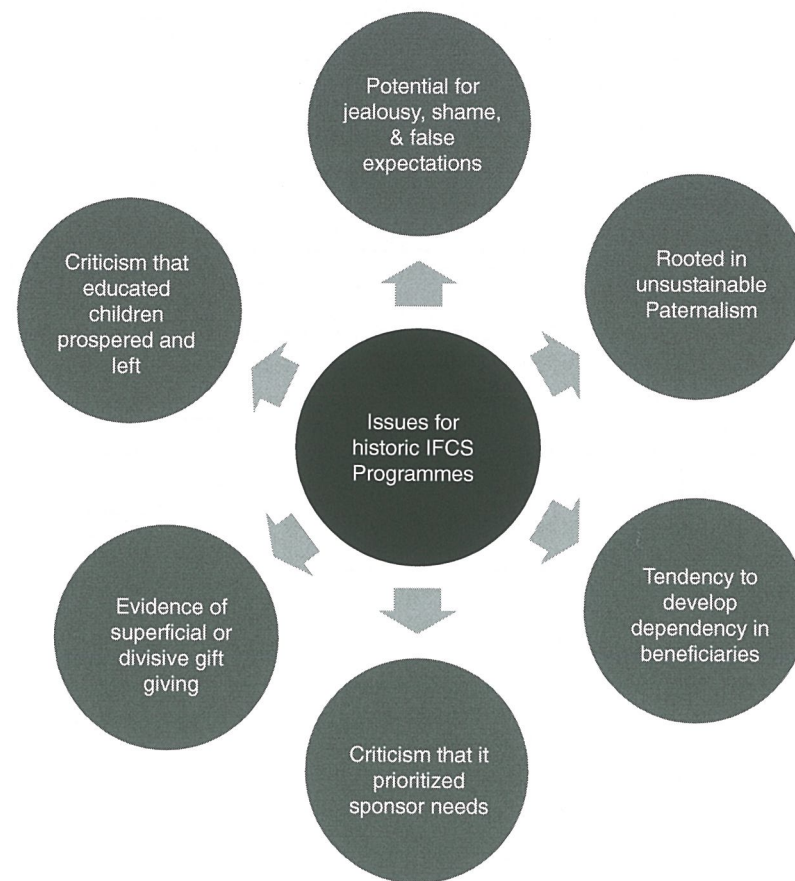 Potential for
jealousy, shame,
& false
expectations
Rooted in
unsustainable
Paternalism
Tendency to
develop
dependency in
beneficiaries
Criticism that it
prioritized
sponsor needs
Evidence of
superficial or
divisive gift
giving
Criticism that
educated
children
prospered and
left
Issues for
historic IFCS
Programmes